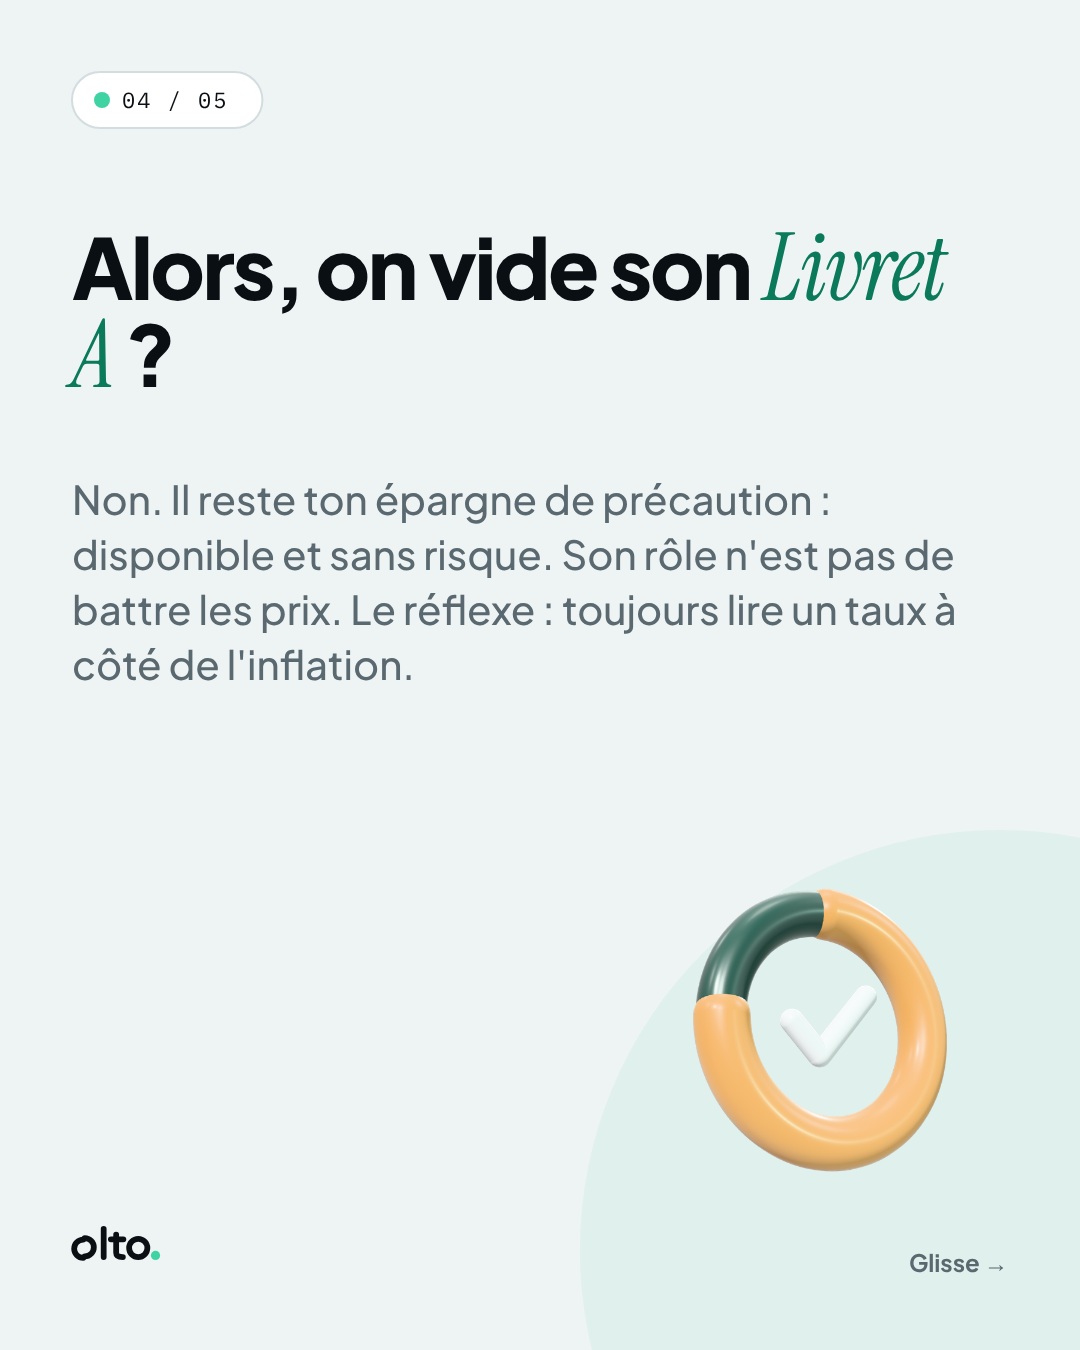 04 / 05
Alors, on vide son Livret
A ?
Non. Il reste ton épargne de précaution :
disponible et sans risque. Son rôle n'est pas de
battre les prix. Le réflexe : toujours lire un taux à
côté de l'inflation.
olto.
Glisse →